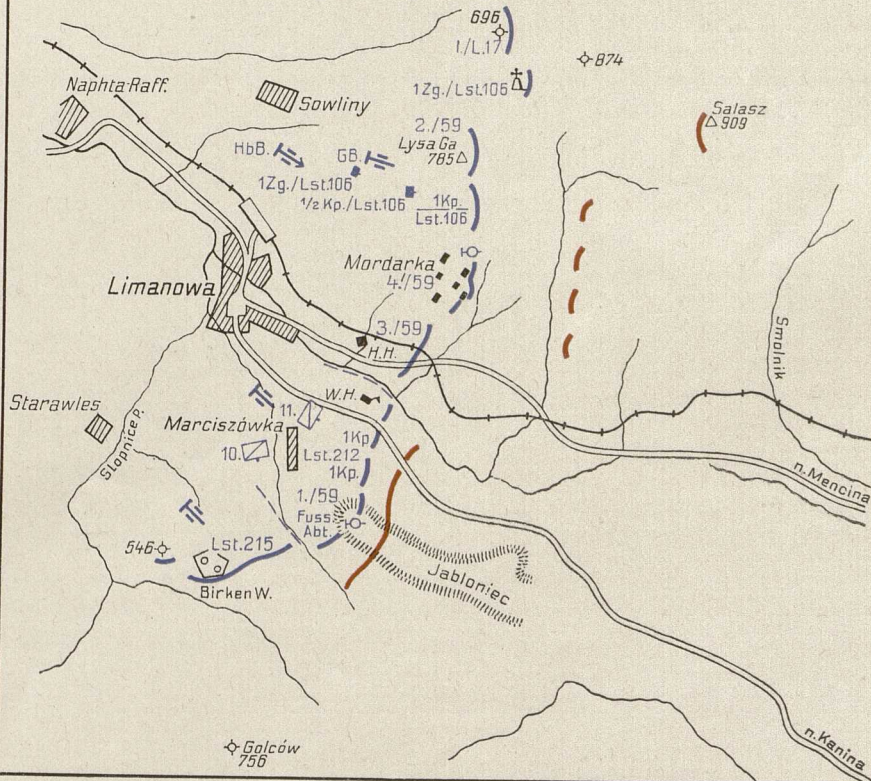 696
I./L.17
874
1Zg./Lst.106
Salasz
909
Naphta-Raff.
Sowliny
2./59
Lysa Ga
785
HbB.
GB.
1Zg./Lst.106
1/2 Kp./Lst.106
1Kp.
Lst.106
Mordarka
4./59
Limanowa
3./59
H.H.
Smolnik
Starawles
W.H.
11.
Marciszówka
10.
1Kp
Lst.212
1Kp.
Slopnice P.
n. Mencina
1./59
Fuss.
Abt.
546
Lst.215
Birken W.
Jabloniec
Golców
756
n. Kanina